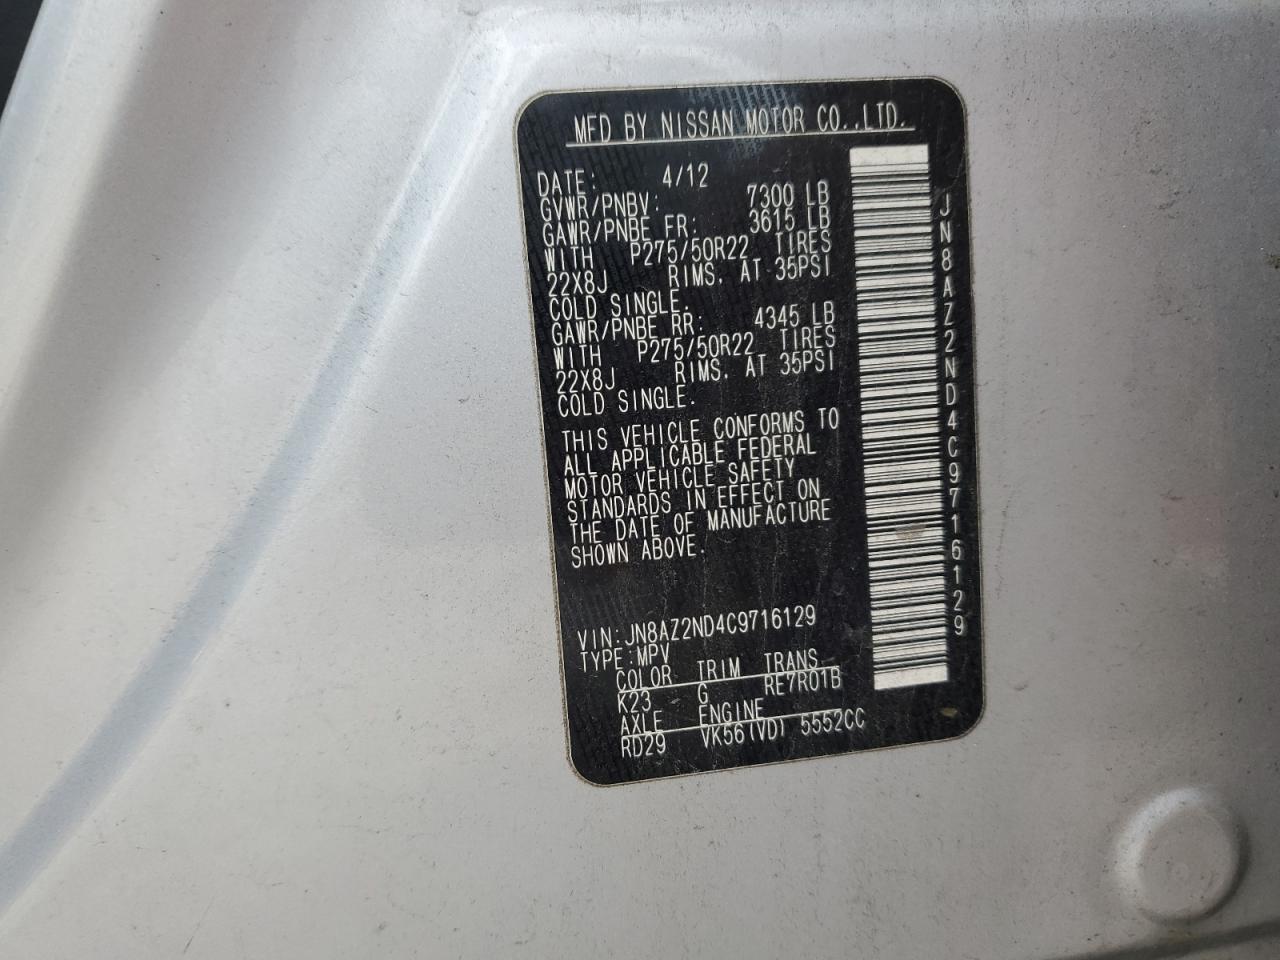 MFD BY NISSAN MOTOR CO.,LTD.
DATE: 4/12
GVWR/PNBV: 7300 LB
GAWR/PNBE FR: 3615 LB
WITH P275/50R22 TIRES
22X8J RIMS. AT 35PSI
COLD SINGLE.
GAWR/PNBE RR: 4345 LB
WITH P275/50R22 TIRES
22X8J RIMS. AT 35PSI
COLD SINGLE.
THIS VEHICLE CONFORMS TO
ALL APPLICABLE FEDERAL
MOTOR VEHICLE SAFETY
STANDARDS IN EFFECT ON
THE DATE OF MANUFACTURE
SHOWN ABOVE.
VIN:JN8AZ2ND4C9716129
TYPE:MPV
COLOR TRIM TRANS.
K23 G RE7R01B
AXLE ENGINE
RD29 VK56(VD) 5552CC
JN8AZ2ND4C9716129